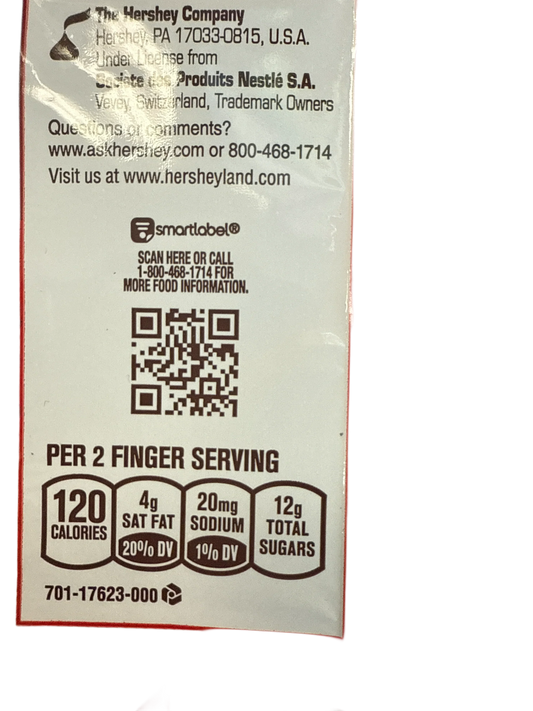 The Hershey Company
Hershey, PA 17033-0815, U.S.A.
Under License from
Société des Produits Nestlé S.A.
Vevey, Switzerland, Trademark Owners
Questions or comments?
www.askhershey.com or 800-468-1714
Visit us at www.hersheyland.com
smartlabel®
SCAN HERE OR CALL
1-800-468-1714 FOR
MORE FOOD INFORMATION.
PER 2 FINGER SERVING
120
CALORIES
4g
SAT FAT
20% DV
20mg
SODIUM
1% DV
12g
TOTAL
SUGARS
701-17623-000